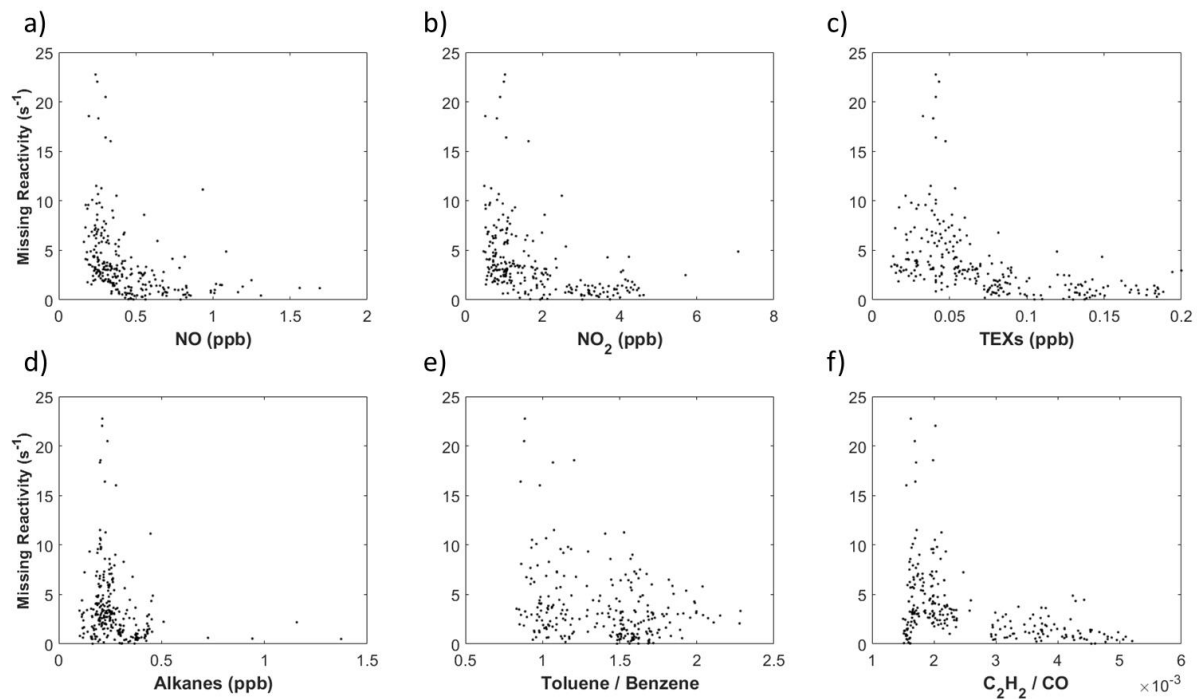 a)
25
20
15
10
5
0
Missing Reactivity (s⁻¹)
0 0.5 1 1.5 2
NO (ppb)
b)
25
20
15
10
5
0
0 2 4 6 8
NO₂ (ppb)
c)
25
20
15
10
5
0
0 0.05 0.1 0.15 0.2
TEXs (ppb)
d)
25
20
15
10
5
0
Missing Reactivity (s⁻¹)
0 0.5 1 1.5
Alkanes (ppb)
e)
25
20
15
10
5
0
0.5 1 1.5 2 2.5
Toluene / Benzene
f)
25
20
15
10
5
0
1 2 3 4 5 6
C₂H₂ / CO
×10⁻³